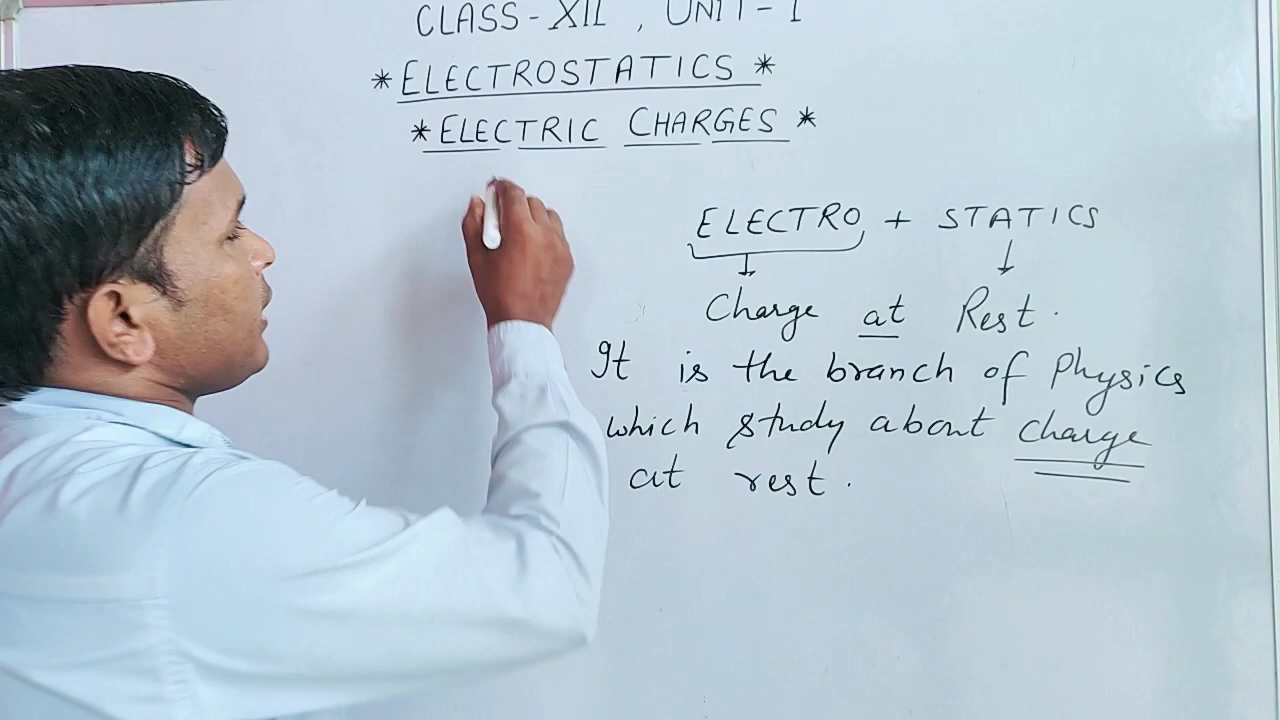 CLASS-XII, UNIT-1
*ELECTROSTATICS*
*ELECTRIC CHARGES*
ELECTRO + STATICS
Charge at Rest.
It is the branch of Physics
which study about charge
at rest.